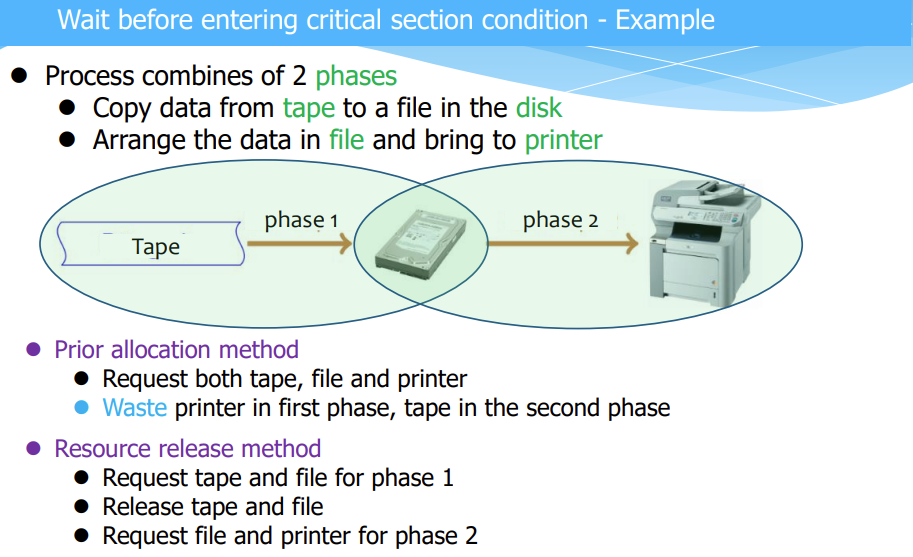 Wait before entering critical section condition - Example
● Process combines of 2 phases
● Copy data from tape to a file in the disk
● Arrange the data in file and bring to printer
Tape
phase 1
phase 2
● Prior allocation method
● Request both tape, file and printer
● Waste printer in first phase, tape in the second phase
● Resource release method
● Request tape and file for phase 1
● Release tape and file
● Request file and printer for phase 2